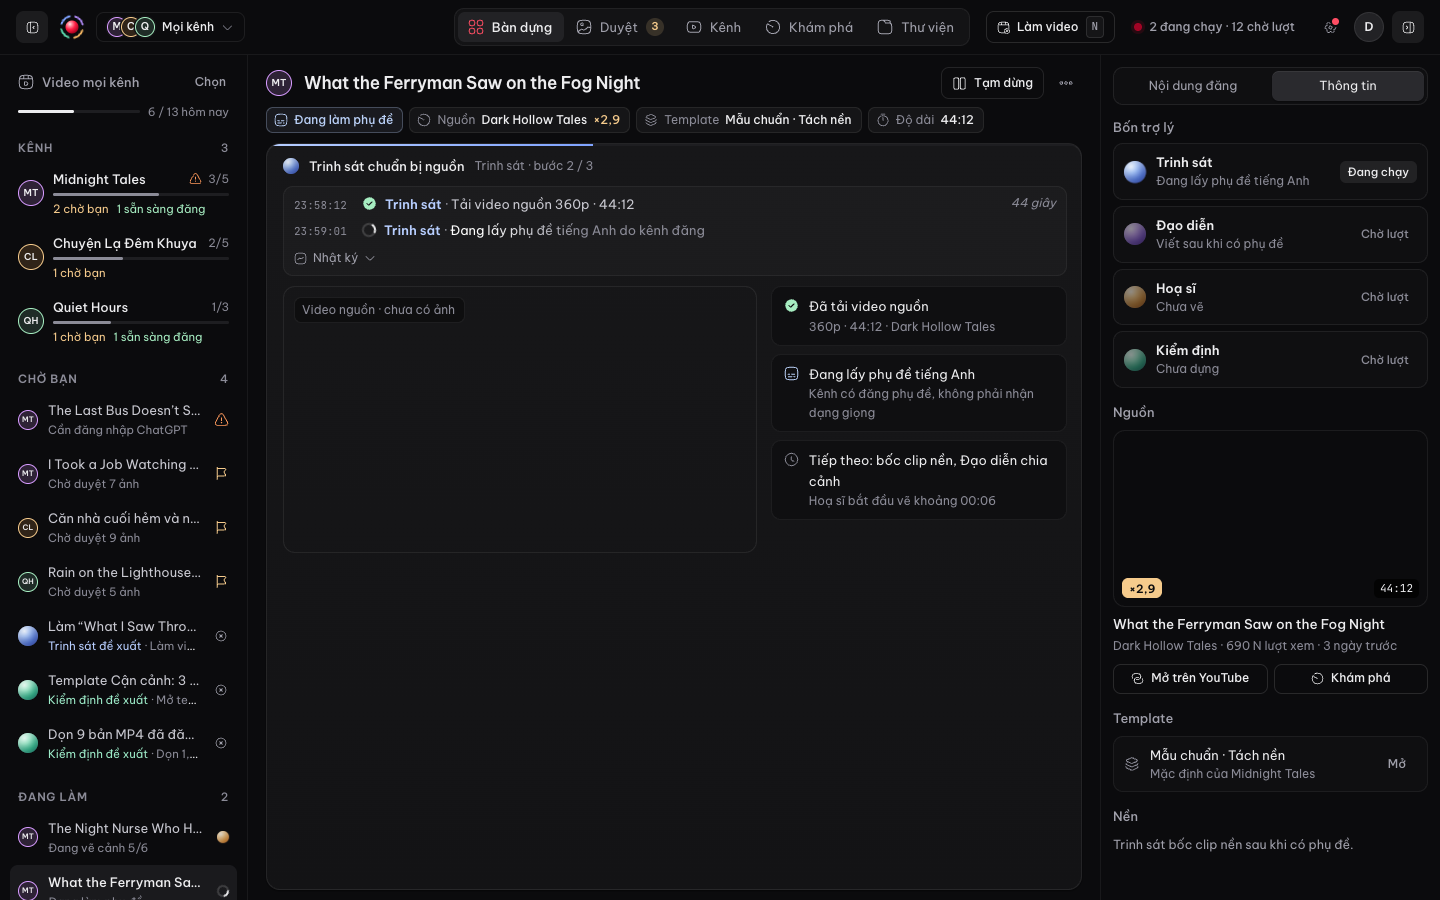 M C Q Mọi kênh
Bàn dựng
Duyệt 3
Kênh
Khám phá
Thư viện
Làm video N
2 đang chạy · 12 chờ lượt
D
Video mọi kênh Chọn
6 / 13 hôm nay
KÊNH 3
MT Midnight Tales 3/5
2 chờ bạn 1 sẵn sàng đăng
CL Chuyện Lạ Đêm Khuya 2/5
1 chờ bạn
QH Quiet Hours 1/3
1 chờ bạn 1 sẵn sàng đăng
CHỜ BẠN 4
MT The Last Bus Doesn't S...
Cần đăng nhập ChatGPT
MT I Took a Job Watching ...
Chờ duyệt 7 ảnh
CL Căn nhà cuối hẻm và n...
Chờ duyệt 9 ảnh
QH Rain on the Lighthouse...
Chờ duyệt 5 ảnh
Làm “What I Saw Thro...
Trinh sát đề xuất · Làm vi...
Template Cận cảnh: 3 ...
Kiểm định đề xuất · Mở te...
Dọn 9 bản MP4 đã đă...
Kiểm định đề xuất · Dọn 1,...
ĐANG LÀM 2
MT The Night Nurse Who H...
Đang vẽ cảnh 5/6
MT What the Ferryman Sa...
MT What the Ferryman Saw on the Fog Night
Tạm dừng
Đang làm phụ đề
Nguồn Dark Hollow Tales ×2,9
Template Mẫu chuẩn · Tách nền
Độ dài 44:12
Trinh sát chuẩn bị nguồn Trinh sát · bước 2 / 3
23:58:12 Trinh sát · Tải video nguồn 360p · 44:12 44 giây
23:59:01 Trinh sát · Đang lấy phụ đề tiếng Anh do kênh đăng
Nhật ký
Video nguồn · chưa có ảnh
Đã tải video nguồn
360p · 44:12 · Dark Hollow Tales
Đang lấy phụ đề tiếng Anh
Kênh có đăng phụ đề, không phải nhận
dạng giọng
Tiếp theo: bốc clip nền, Đạo diễn chia
cảnh
Hoạ sĩ bắt đầu vẽ khoảng 00:06
Nội dung đăng Thông tin
Bốn trợ lý
Trinh sát
Đang lấy phụ đề tiếng Anh
Đang chạy
Đạo diễn
Viết sau khi có phụ đề
Chờ lượt
Hoạ sĩ
Chưa vẽ
Chờ lượt
Kiểm định
Chưa dựng
Chờ lượt
Nguồn
×2,9 44:12
What the Ferryman Saw on the Fog Night
Dark Hollow Tales · 690 N lượt xem · 3 ngày trước
Mở trên YouTube
Khám phá
Template
Mẫu chuẩn · Tách nền
Mặc định của Midnight Tales
Mở
Nền
Trinh sát bốc clip nền sau khi có phụ đề.